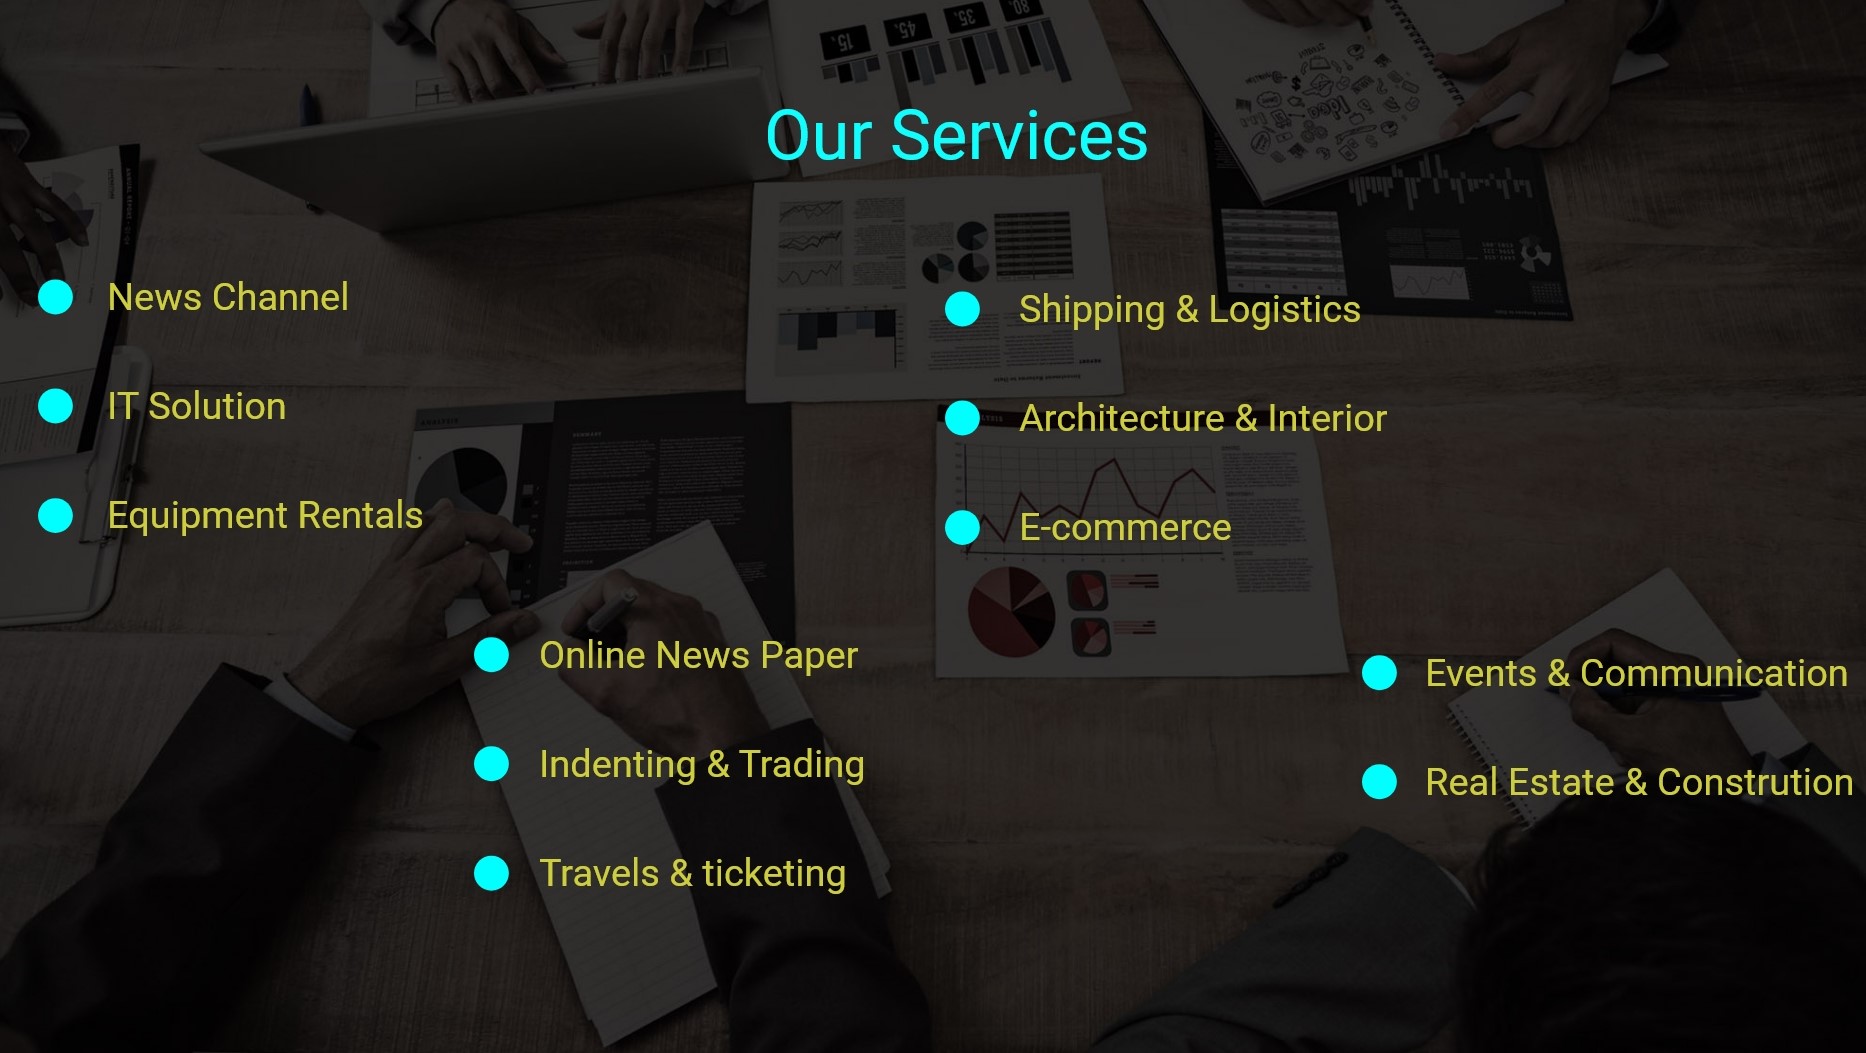 Our Services
News Channel
IT Solution
Equipment Rentals
Online News Paper
Indenting & Trading
Travels & ticketing
Shipping & Logistics
Architecture & Interior
E-commerce
Events & Communication
Real Estate & Constrution